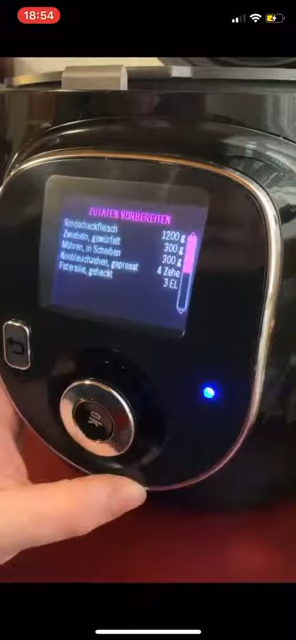 18:54
ZUTATEN VORBEREITEN
Rinderhackfleisch 1200 g
Zwiebeln, gewürfelt 300 g
Möhren, in Scheiben 300 g
Knoblauchzehen, gepresst 4 Zehe
Petersilie, gehackt 3 EL
OK